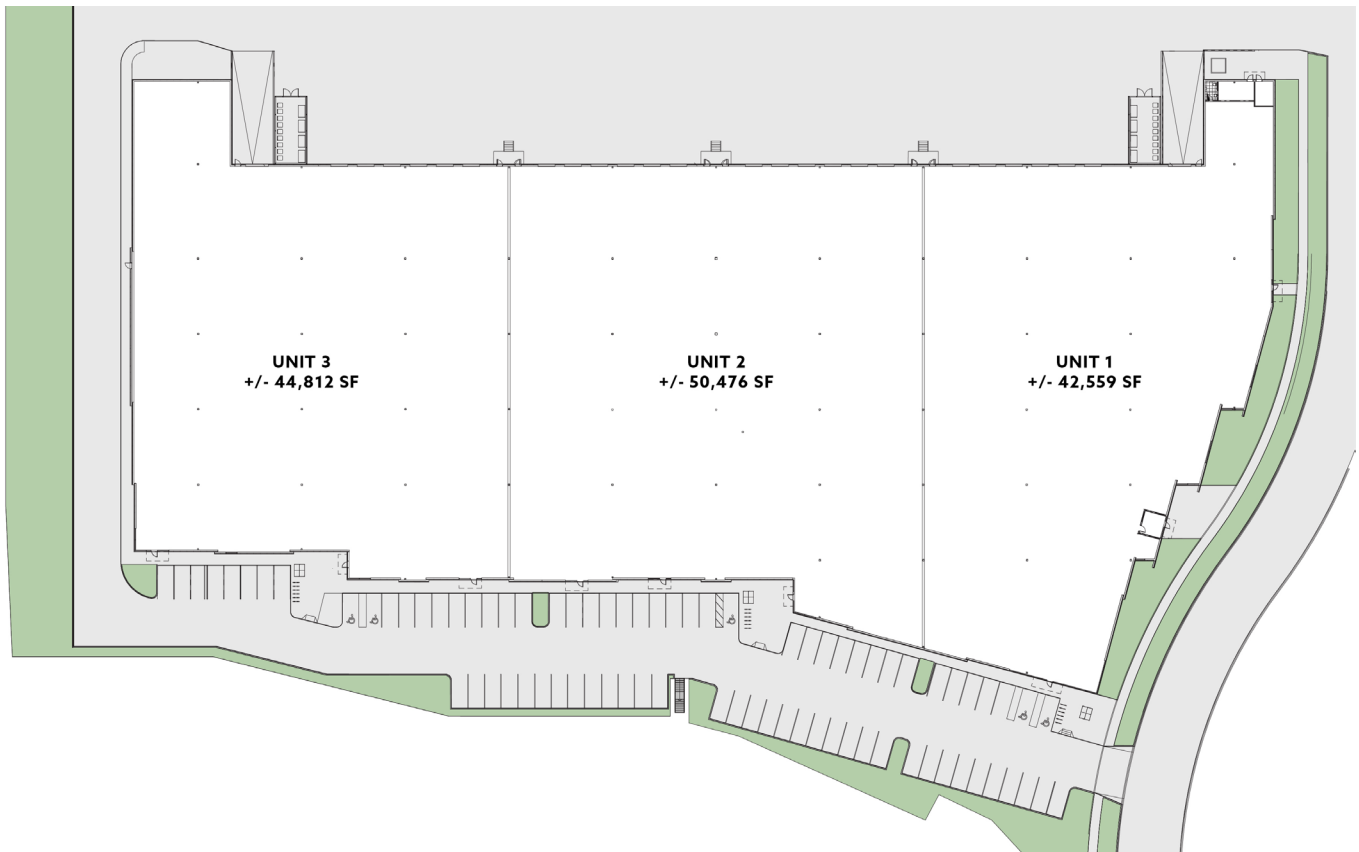 UNIT 3
+/- 44,812 SF
UNIT 2
+/- 50,476 SF
UNIT 1
+/- 42,559 SF